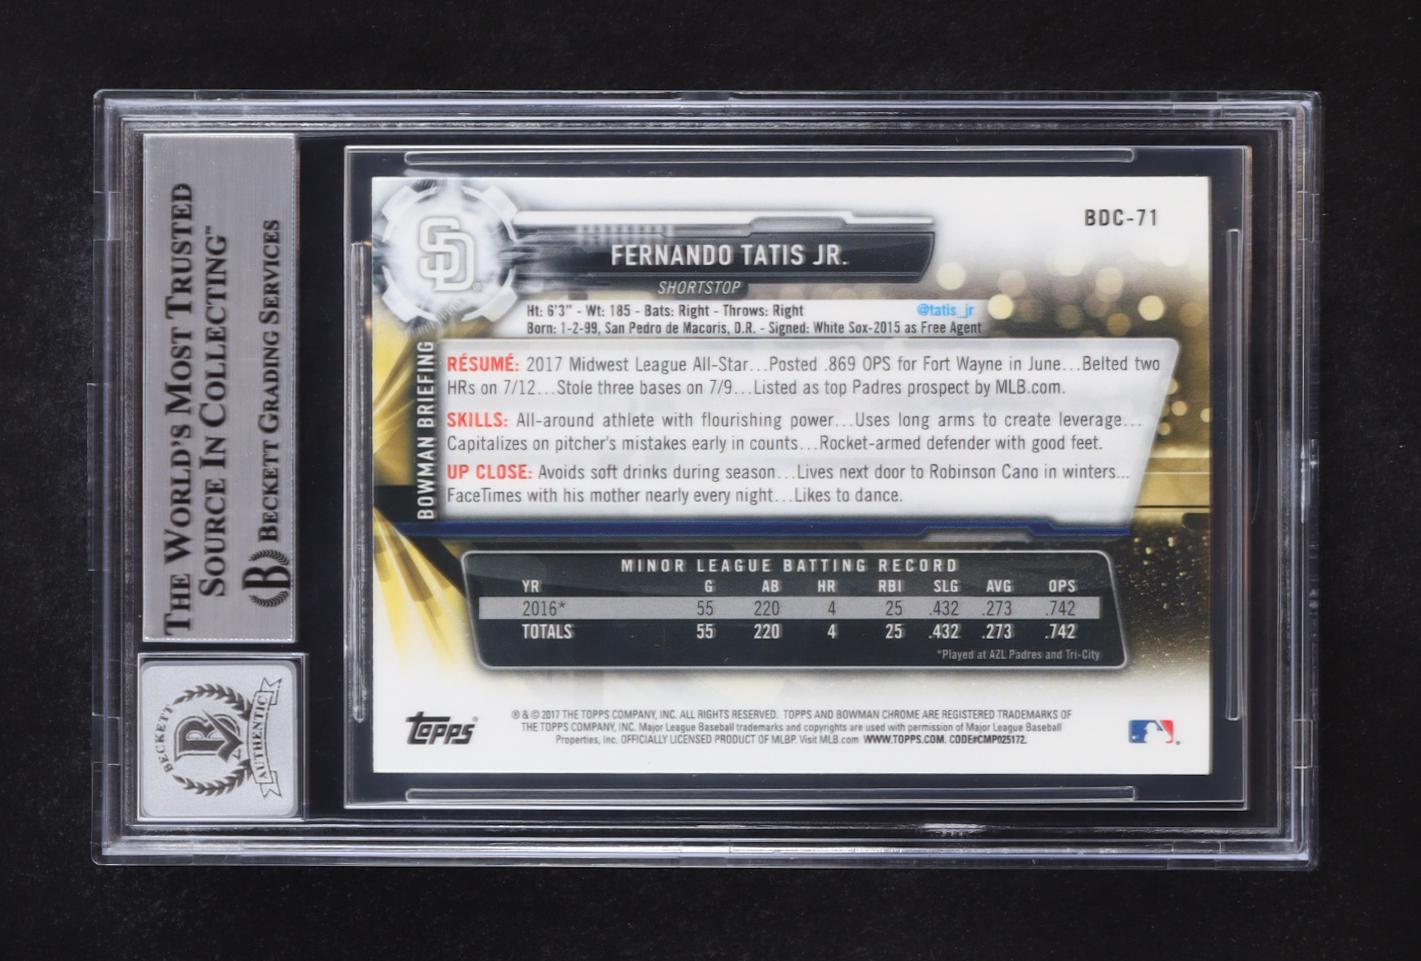 THE WORLD'S MOST TRUSTED
SOURCE IN COLLECTING™
B BECKETT GRADING SERVICES
BECKETT
B
AUTHENTIC
SD
BDC-71
FERNANDO TATIS JR.
SHORTSTOP
Ht: 6'3" - Wt: 185 - Bats: Right - Throws: Right
@tatis_jr
Born: 1-2-99, San Pedro de Macoris, D.R. - Signed: White Sox-2015 as Free Agent
BOWMAN BRIEFING
RÉSUMÉ: 2017 Midwest League All-Star...Posted .869 OPS for Fort Wayne in June...Belted two
HRs on 7/12...Stole three bases on 7/9...Listed as top Padres prospect by MLB.com.
SKILLS: All-around athlete with flourishing power...Uses long arms to create leverage...
Capitalizes on pitcher's mistakes early in counts...Rocket-armed defender with good feet.
UP CLOSE: Avoids soft drinks during season...Lives next door to Robinson Cano in winters...
FaceTimes with his mother nearly every night...Likes to dance.
MINOR LEAGUE BATTING RECORD
YR G AB HR RBI SLG AVG OPS
2016* 55 220 4 25 .432 .273 .742
TOTALS 55 220 4 25 .432 .273 .742
*Played at AZL Padres and Tri-City
Topps®
® & © 2017 THE TOPPS COMPANY, INC. ALL RIGHTS RESERVED. TOPPS AND BOWMAN CHROME ARE REGISTERED TRADEMARKS OF
THE TOPPS COMPANY, INC. Major League Baseball trademarks and copyrights are used with permission of Major League Baseball
Properties, Inc. OFFICIALLY LICENSED PRODUCT OF MLBP. Visit MLB.com WWW.TOPPS.COM. CODE#CMP025172.